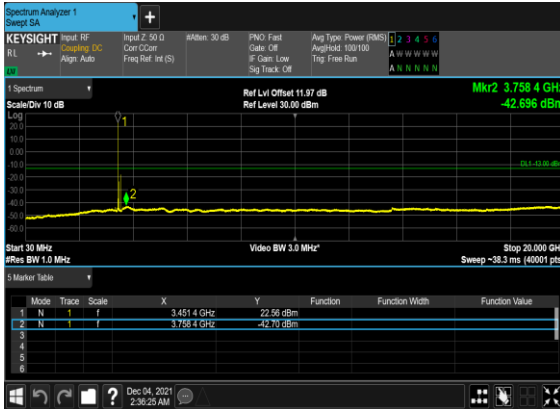 Spectrum Analyzer 1
Swept SA
+
KEYSIGHT Input: RF Input Z: 50 Ω #Atten: 30 dB PNO: Fast Avg Type: Power (RMS) 1 2 3 4 5 6
RL Coupling: DC Corr CCorr Gate: Off Avg|Hold: 100/100 A W W W W W
Align: Auto Freq Ref: Int (S) IF Gain: Low Trig: Free Run
Sig Track: Off A N N N N N
1 Spectrum Ref Lvl Offset 11.97 dB Mkr2 3.758 4 GHz
Scale/Div 10 dB Ref Level 30.00 dBm -42.696 dBm
Log
20.0
10.0
0.00
-10.0
-20.0
-30.0
-40.0
-50.0
-60.0
1
2
DL1 -13.00 dBm
Start 30 MHz Video BW 3.0 MHz* Stop 20.000 GH
#Res BW 1.0 MHz Sweep ~38.3 ms (40001 pts
5 Marker Table
Mode Trace Scale X Y Function Function Width Function Value
1 N 1 f 3.451 4 GHz 22.56 dBm
2 N 1 f 3.758 4 GHz -42.70 dBm
3
4
5
6
? Dec 04, 2021
2:36:25 AM